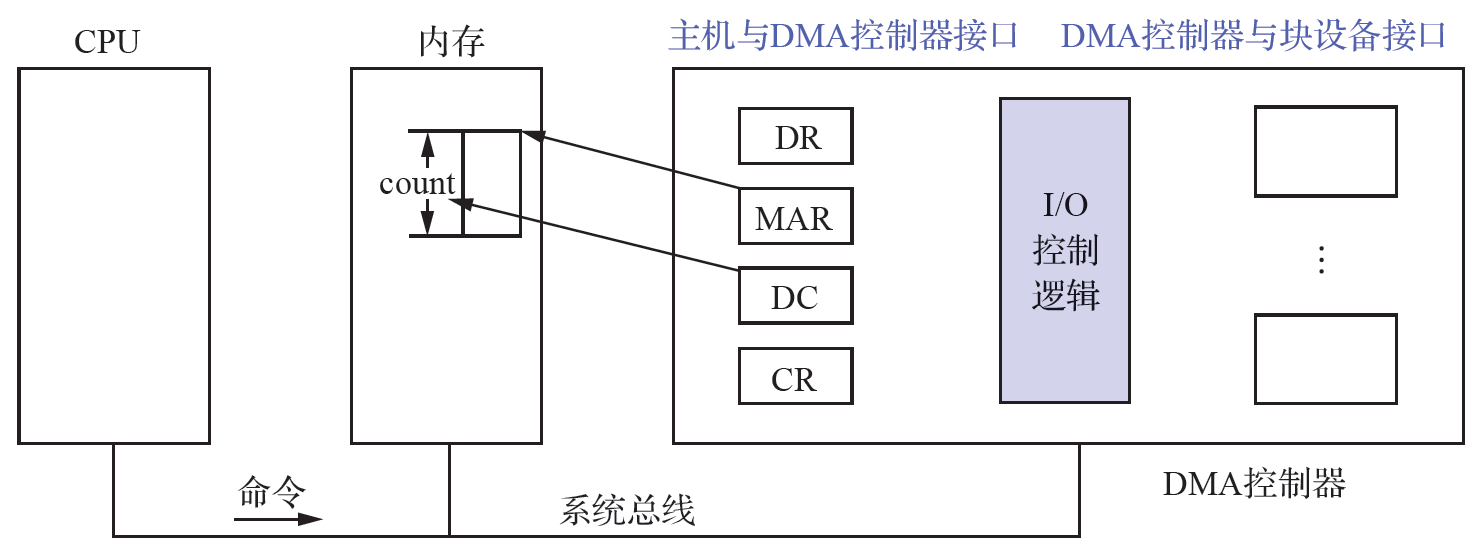 CPU
内存
主机与DMA控制器接口
DMA控制器与块设备接口
count
DR
MAR
DC
CR
I/O
控制
逻辑
⋮
命令
系统总线
DMA控制器